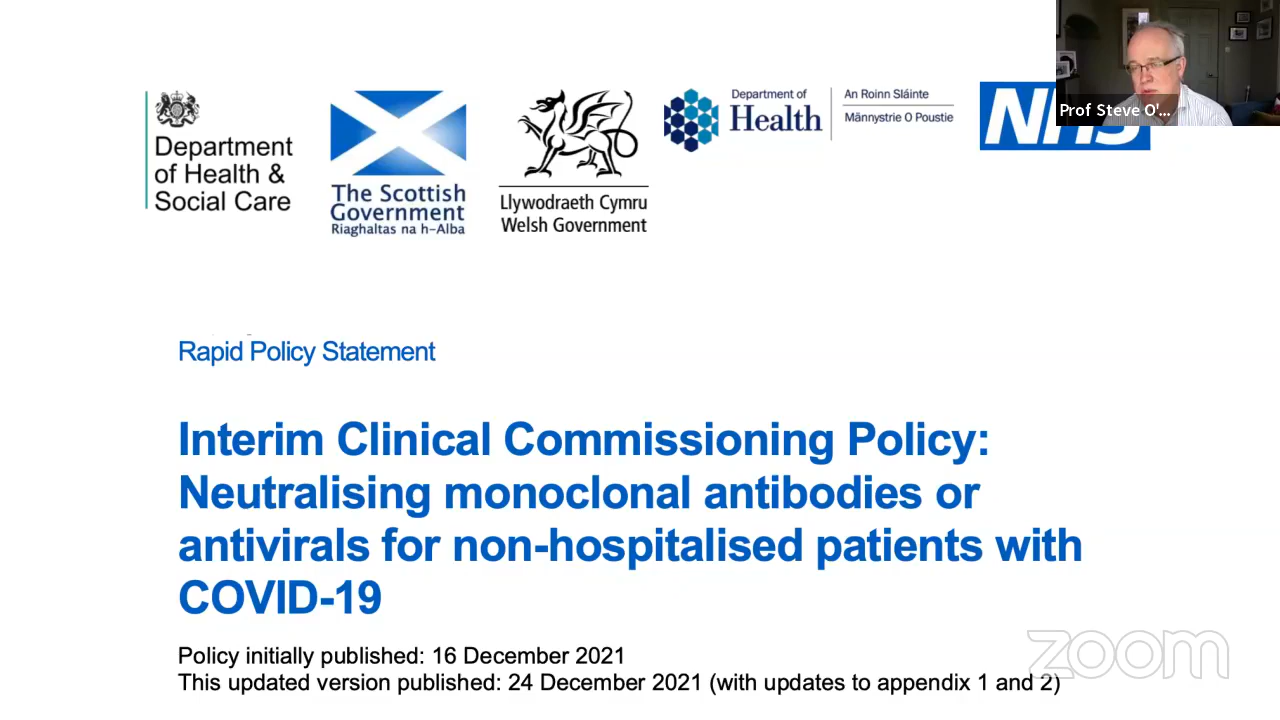 Prof Steve O'...
Department
of Health &
Social Care
The Scottish
Government
Riaghaltas na h-Alba
Llywodraeth Cymru
Welsh Government
Department of
Health
An Roinn Sláinte
Männystrie O Poustie
NHS
Rapid Policy Statement
Interim Clinical Commissioning Policy:
Neutralising monoclonal antibodies or
antivirals for non-hospitalised patients with
COVID-19
Policy initially published: 16 December 2021
This updated version published: 24 December 2021 (with updates to appendix 1 and 2)
zoom